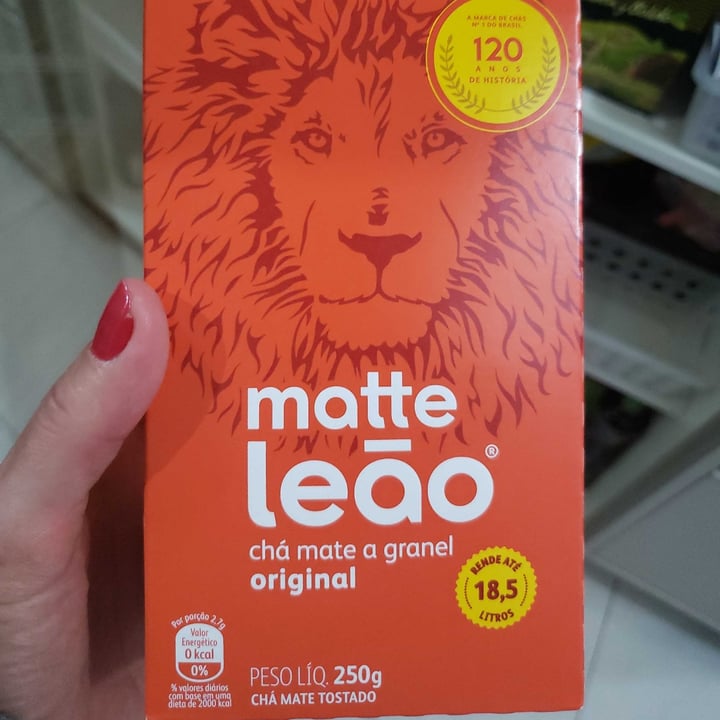 A MARCA DE CHÁS
Nº 1 DO BRASIL.
120
ANOS
DE HISTÓRIA
matte
leão®
chá mate a granel
original
RENDE ATÉ
18,5
LITROS
Por porção 2,7g
Valor
Energético
0 kcal
0%
% valores diários
com base em uma
dieta de 2000 kcal
PESO LÍQ. 250g
CHÁ MATE TOSTADO